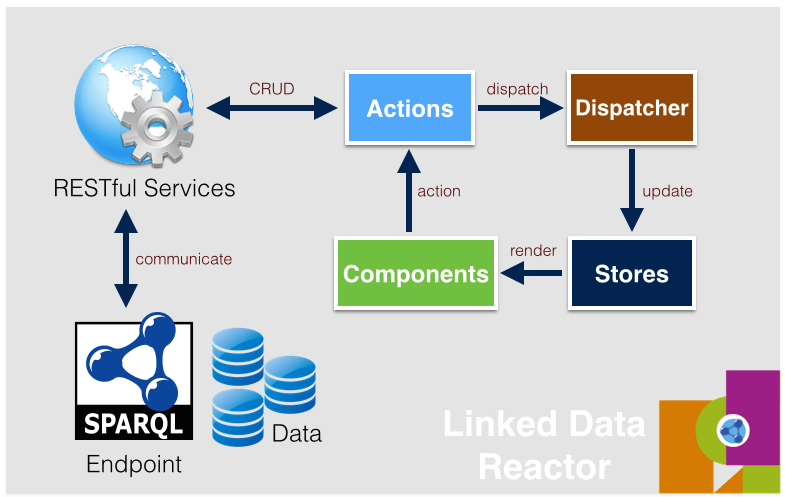 CRUD
Actions
dispatch
Dispatcher
RESTful Services
action
update
communicate
Components
render
Stores
SPARQL
Endpoint
Data
Linked Data
Reactor